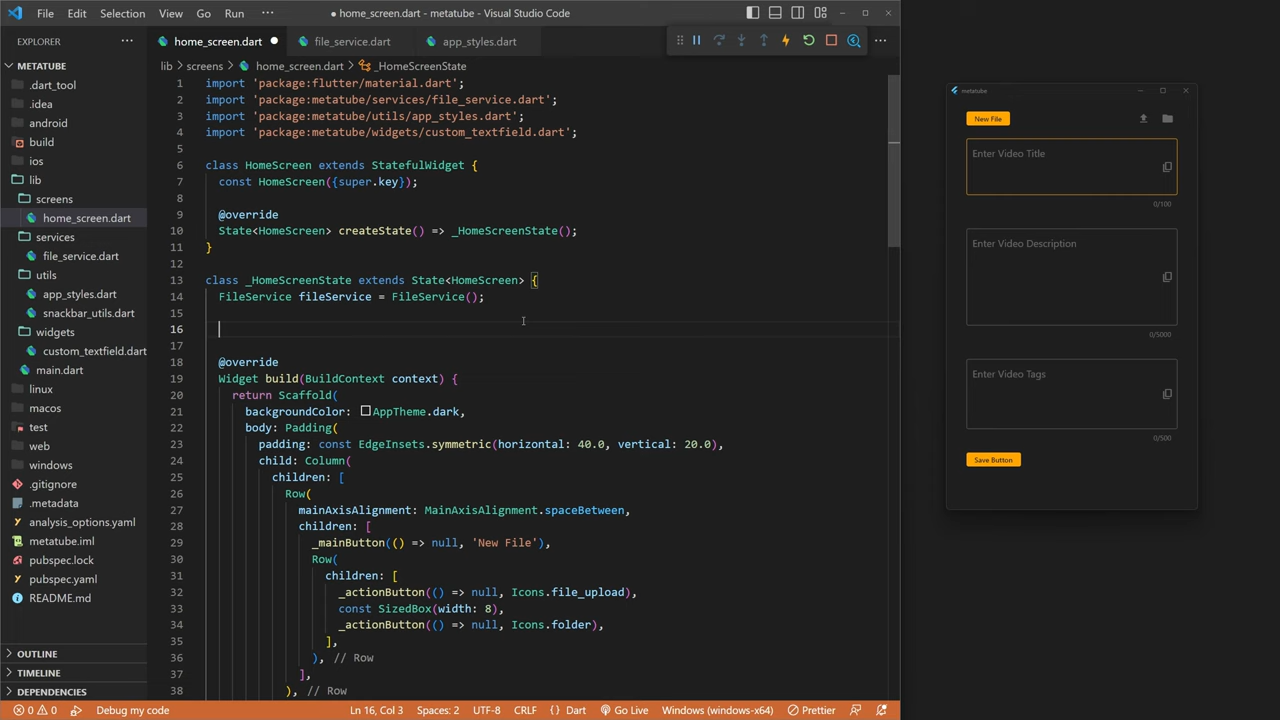 File Edit Selection View Go Run ··· ● home_screen.dart - metatube - Visual Studio Code
EXPLORER ···
METATUBE
.dart_tool
.idea
android
build
ios
lib
screens
home_screen.dart
services
file_service.dart
utils
app_styles.dart
snackbar_utils.dart
widgets
custom_textfield.dart
main.dart
linux
macos
test
web
windows
.gitignore
.metadata
analysis_options.yaml
metatube.iml
pubspec.lock
pubspec.yaml
README.md
OUTLINE
TIMELINE
DEPENDENCIES
home_screen.dart ● file_service.dart app_styles.dart
lib > screens > home_screen.dart > _HomeScreenState
1 import 'package:flutter/material.dart';
2 import 'package:metatube/services/file_service.dart';
3 import 'package:metatube/utils/app_styles.dart';
4 import 'package:metatube/widgets/custom_textfield.dart';
5
6 class HomeScreen extends StatefulWidget {
7 const HomeScreen({super.key});
8
9 @override
10 State<HomeScreen> createState() => _HomeScreenState();
11 }
12
13 class _HomeScreenState extends State<HomeScreen> {
14 FileService fileService = FileService();
15
16
17
18 @override
19 Widget build(BuildContext context) {
20 return Scaffold(
21 backgroundColor: AppTheme.dark,
22 body: Padding(
23 padding: const EdgeInsets.symmetric(horizontal: 40.0, vertical: 20.0),
24 child: Column(
25 children: [
26 Row(
27 mainAxisAlignment: MainAxisAlignment.spaceBetween,
28 children: [
29 _mainButton(() => null, 'New File'),
30 Row(
31 children: [
32 _actionButton(() => null, Icons.file_upload),
33 const SizedBox(width: 8),
34 _actionButton(() => null, Icons.folder),
35 ],
36 ), // Row
37 ],
38 ), // Row
0 0 Debug my code Ln 16, Col 3 Spaces: 2 UTF-8 CRLF {} Dart Go Live Windows (windows-x64) Prettier
metatube
New File
Enter Video Title
0/100
Enter Video Description
0/5000
Enter Video Tags
0/500
Save Button